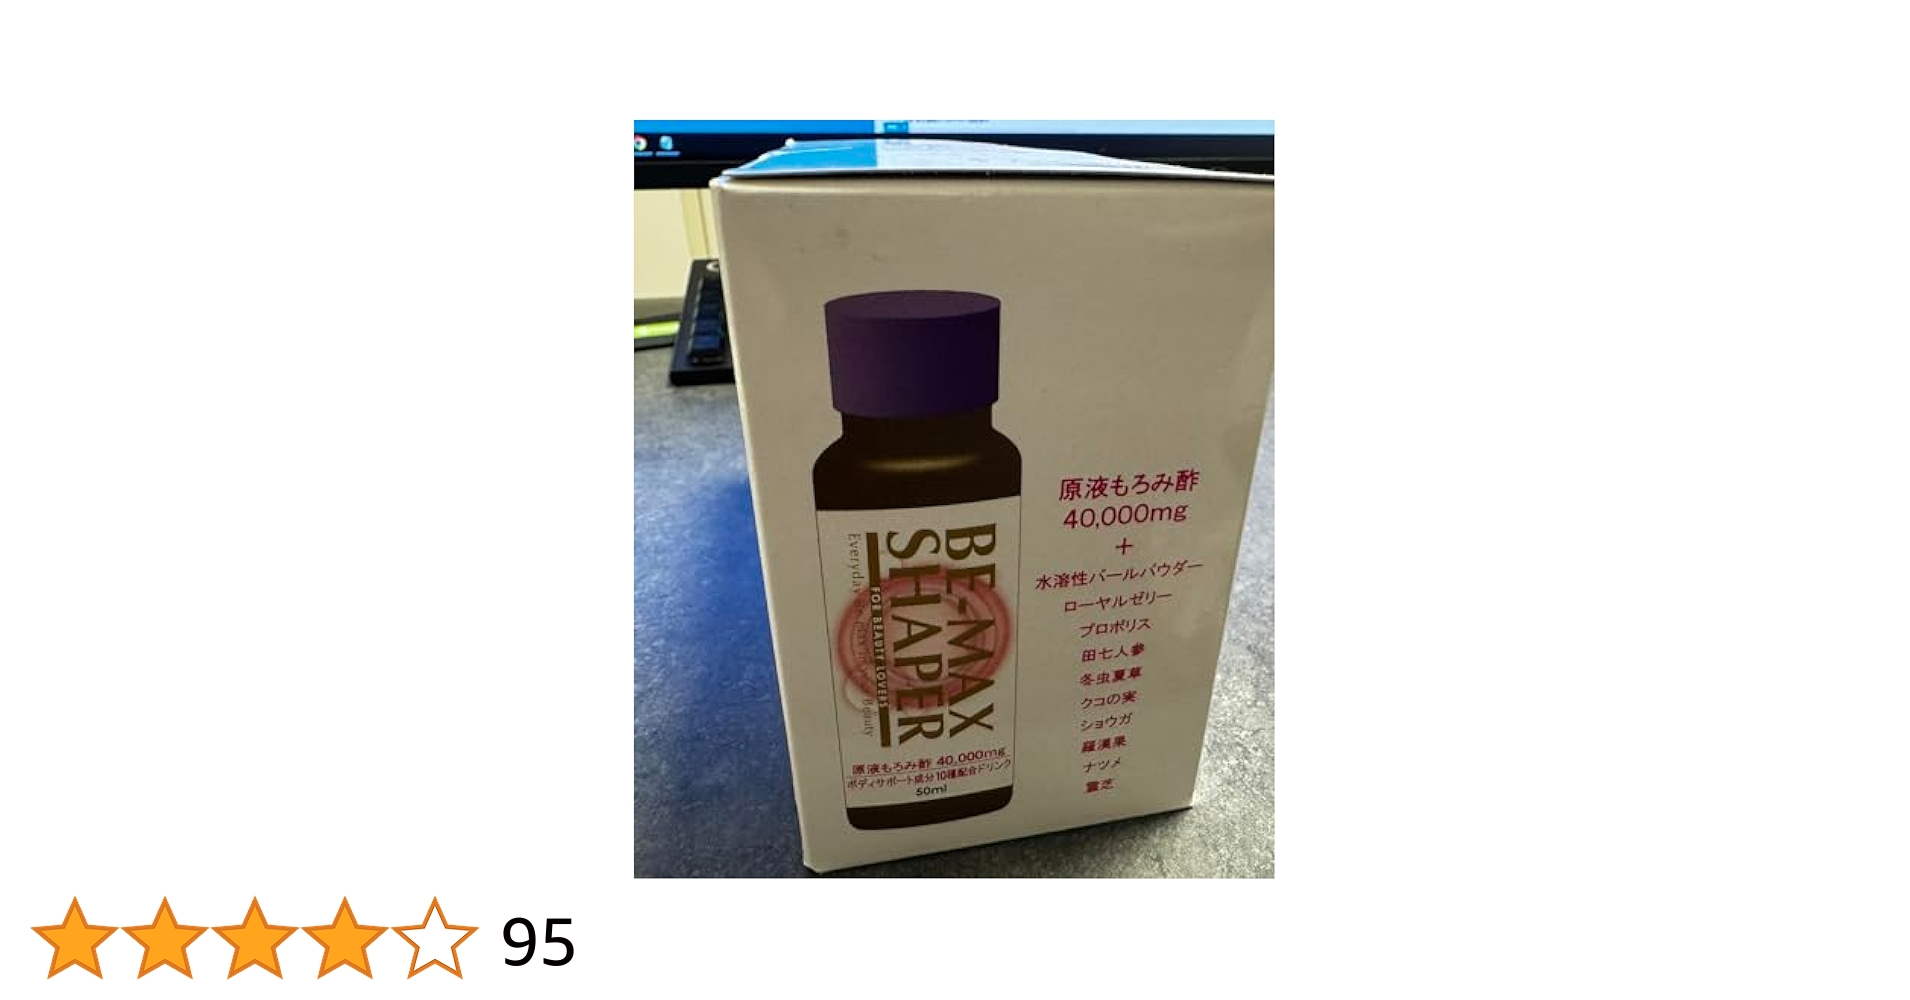 BE-MAX
SHAPER
FOR BEAUTY LOVERS
Everyday
Beauty
原液もろみ酢 40,000mg
ボディサポート成分10種配合ドリンク
50ml
原液もろみ酢
40,000mg
+
水溶性パールパウダー
ローヤルゼリー
プロポリス
田七人参
冬虫夏草
クコの実
ショウガ
羅漢果
ナツメ
霊芝
95